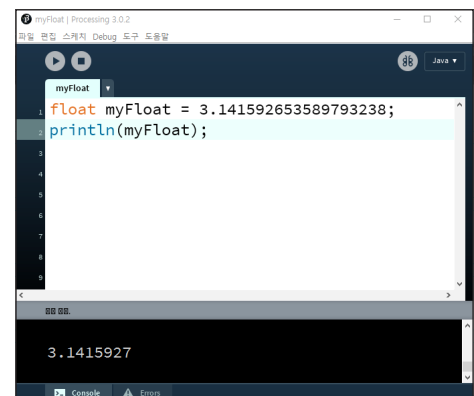 myFloat | Processing 3.0.2
파일 편집 스케치 Debug 도구 도움말
Java ▼
myFloat ▼
1 float myFloat = 3.141592653589793238;
2 println(myFloat);
3
4
5
6
7
8
9
3.1415927
Console Errors